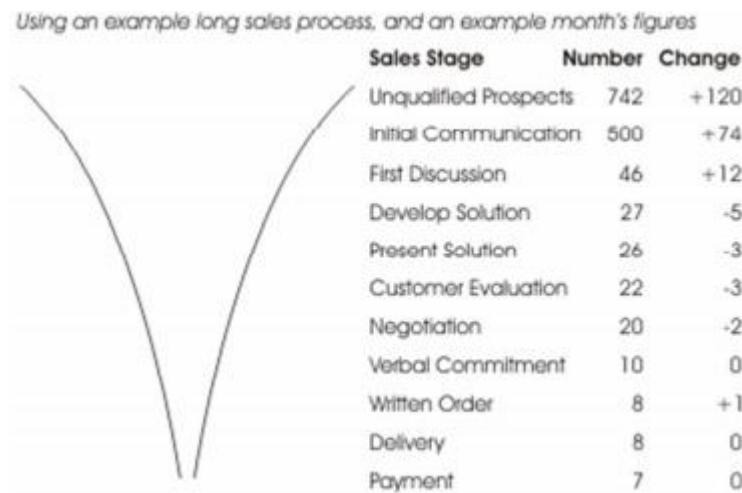 Using an example long sales process, and an example month's figures
Sales Stage Number Change
Unqualified Prospects 742 +120
Initial Communication 500 +74
First Discussion 46 +12
Develop Solution 27 -5
Present Solution 26 -3
Customer Evaluation 22 -3
Negotiation 20 -2
Verbal Commitment 10 0
Written Order 8 +1
Delivery 8 0
Payment 7 0